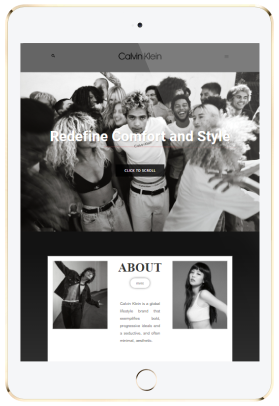 Calvin Klein
Redefine Comfort and Style
CLICK TO SCROLL
ABOUT
Calvin Klein is a global
lifestyle brand that
exemplifies bold,
progressive ideals and
a seductive, and often
minimal, aesthetic.